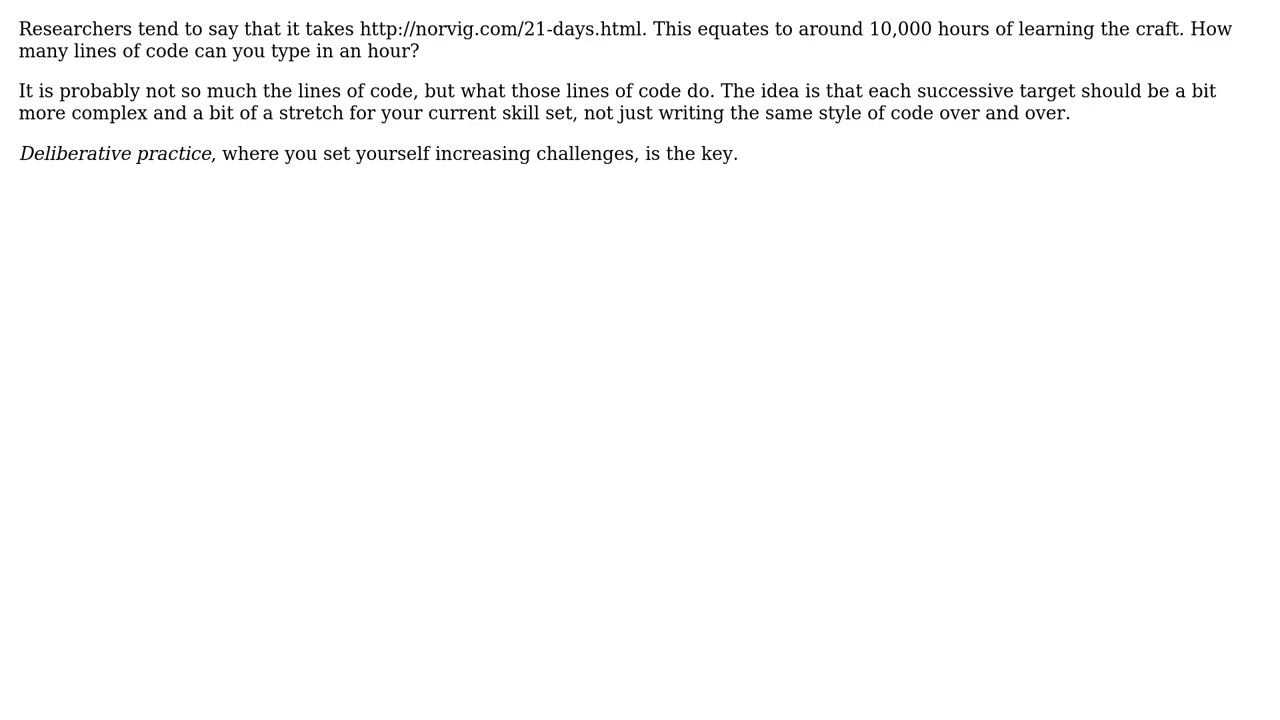 Researchers tend to say that it takes http://norvig.com/21-days.html. This equates to around 10,000 hours of learning the craft. How
many lines of code can you type in an hour?
It is probably not so much the lines of code, but what those lines of code do. The idea is that each successive target should be a bit
more complex and a bit of a stretch for your current skill set, not just writing the same style of code over and over.
Deliberative practice, where you set yourself increasing challenges, is the key.